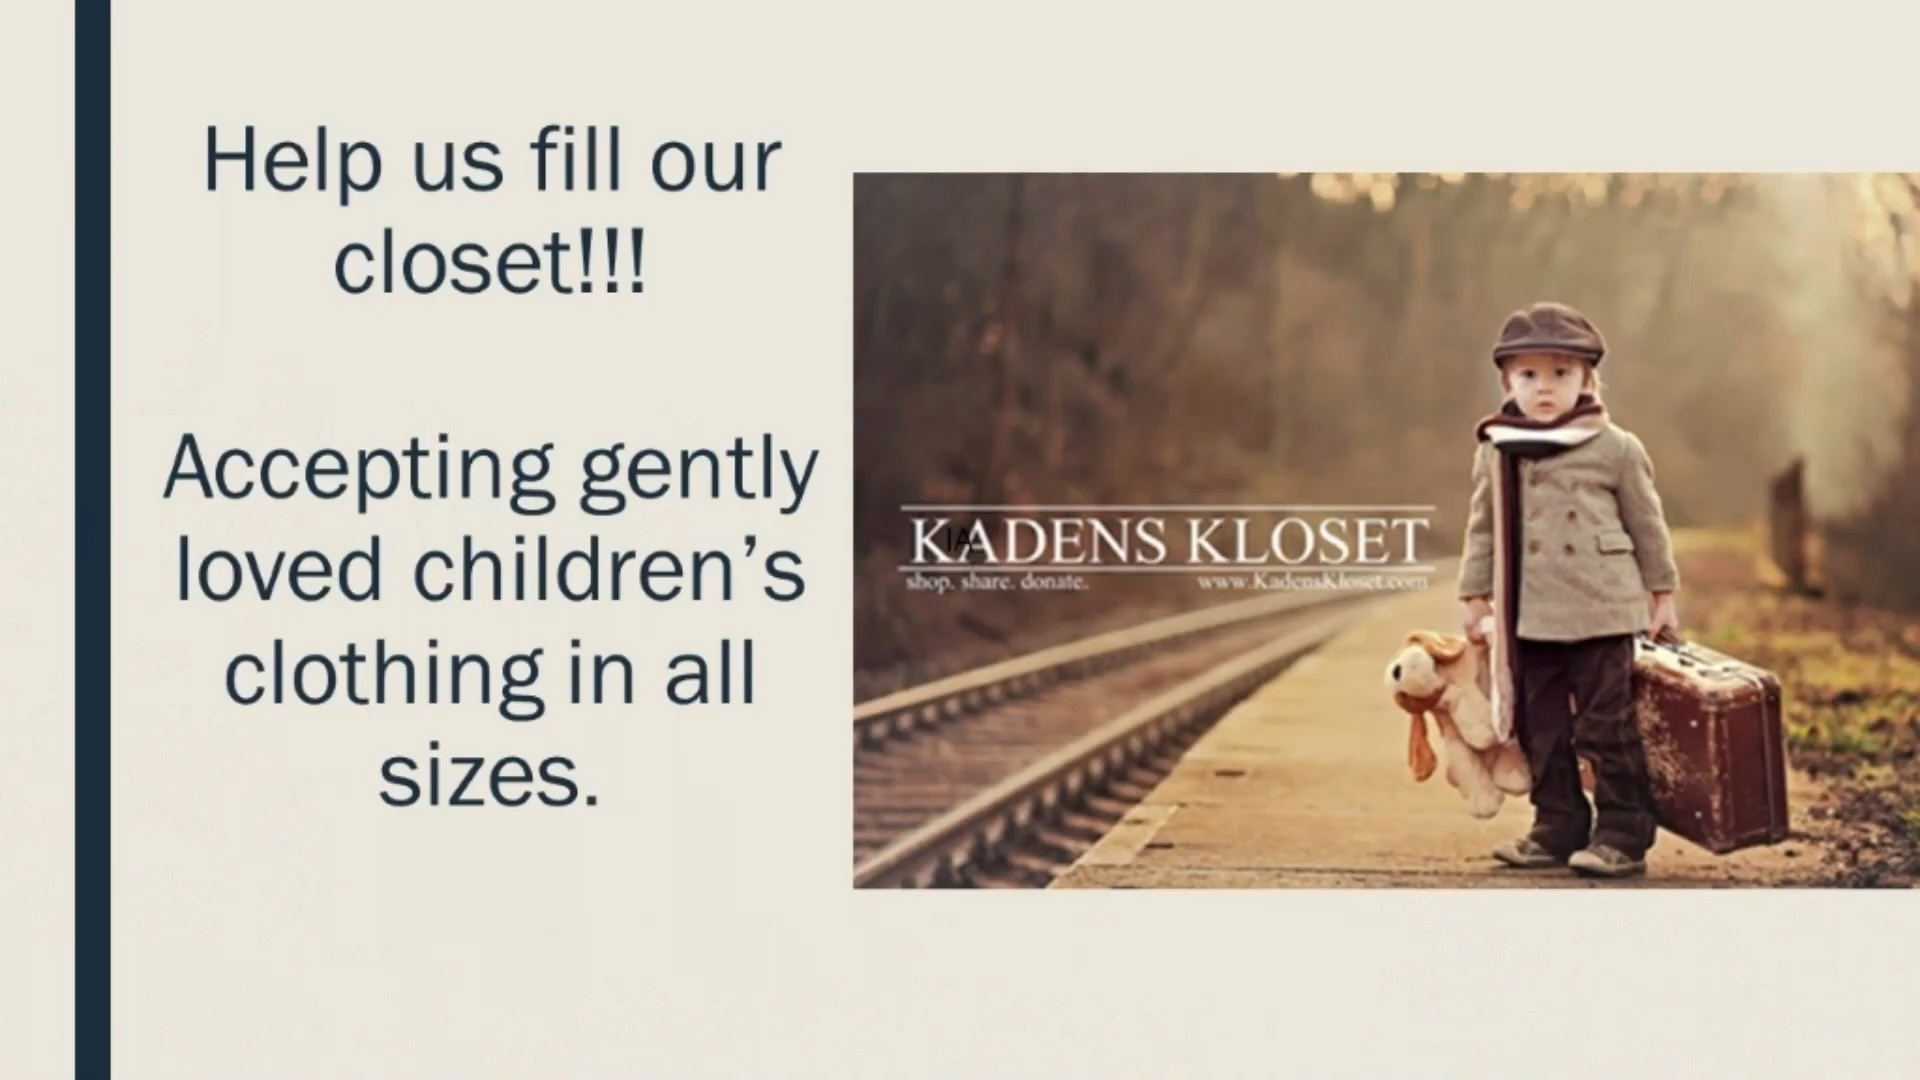 Help us fill our
closet!!!
Accepting gently
loved children’s
clothing in all
sizes.
KADENS KLOSET
shop. share. donate.
www.KadensKloset.com